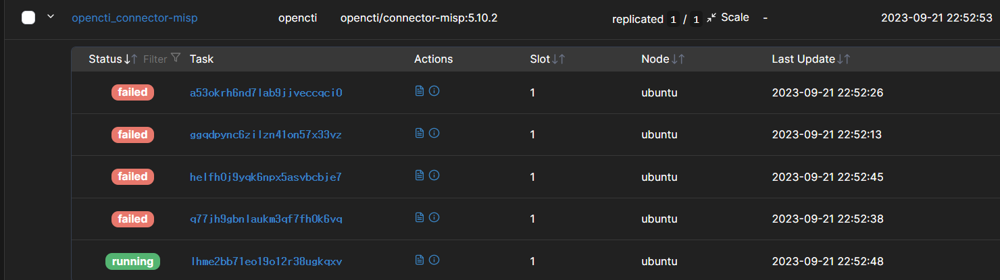 opencti_connector-misp opencti opencti/connector-misp:5.10.2 replicated 1 / 1 Scale - 2023-09-21 22:52:53
Status Filter Task Actions Slot Node Last Update
failed a53okrh6nd7lab9jjveccqci0 1 ubuntu 2023-09-21 22:52:26
failed ggqdpync6zilzn41on57x33vz 1 ubuntu 2023-09-21 22:52:13
failed helfh0j9yqk6npx5asvbcbje7 1 ubuntu 2023-09-21 22:52:45
failed q77jh9gbnlaukm3qf7fh0k6vq 1 ubuntu 2023-09-21 22:52:38
running lhme2bb71eo19o12r38ugkqxv 1 ubuntu 2023-09-21 22:52:48